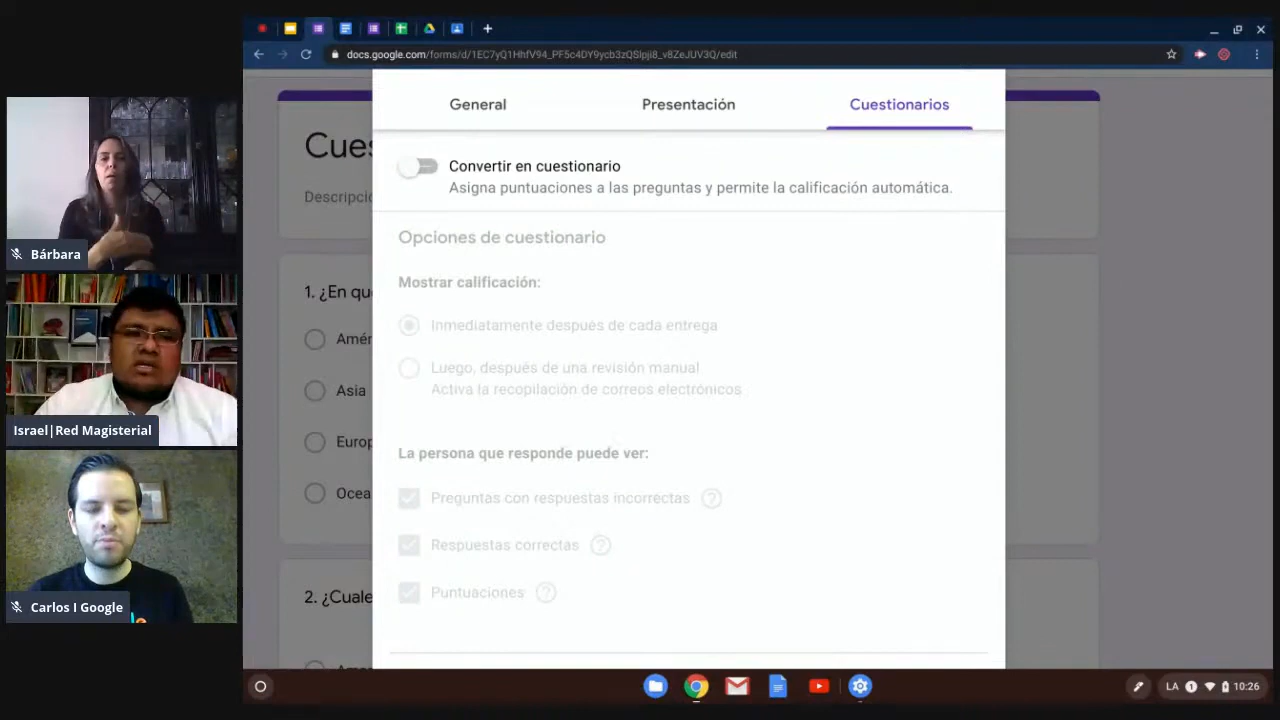 docs.google.com/forms/d/1EC7yQ1HhfV94_PF5c4DY9ycb3zQSlpji8_v8ZeJUV3Q/edit
General
Presentación
Cuestionarios
Cues
Descripció
Convertir en cuestionario
Asigna puntuaciones a las preguntas y permite la calificación automática.
Opciones de cuestionario
Mostrar calificación:
Inmediatamente después de cada entrega
Luego, después de una revisión manual
Activa la recopilación de correos electrónicos
La persona que responde puede ver:
Preguntas con respuestas incorrectas
Respuestas correctas
Puntuaciones
1. ¿En qu
Amér
Asia
Europ
Ocea
2. ¿Cuale
Bárbara
Israel|Red Magisterial
Carlos I Google
LA
1
10:26